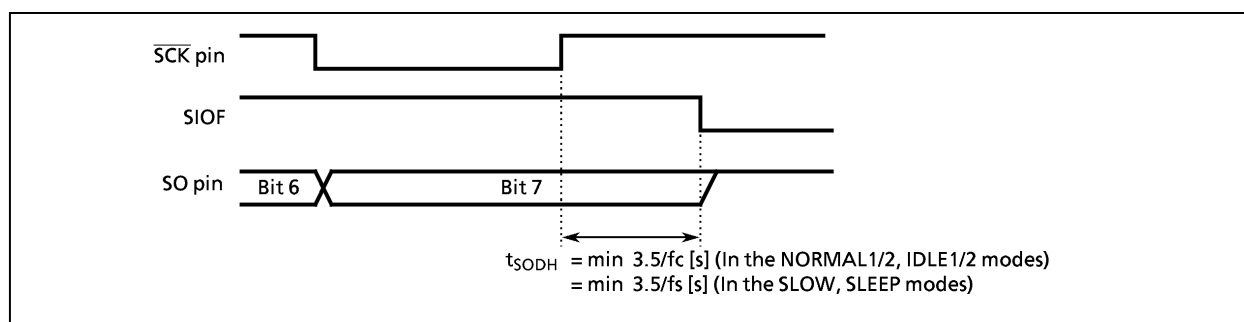 SCK pin
SIOF
SO pin Bit 6 Bit 7
tSODH = min 3.5/fc [s] (In the NORMAL1/2, IDLE1/2 modes)
= min 3.5/fs [s] (In the SLOW, SLEEP modes)